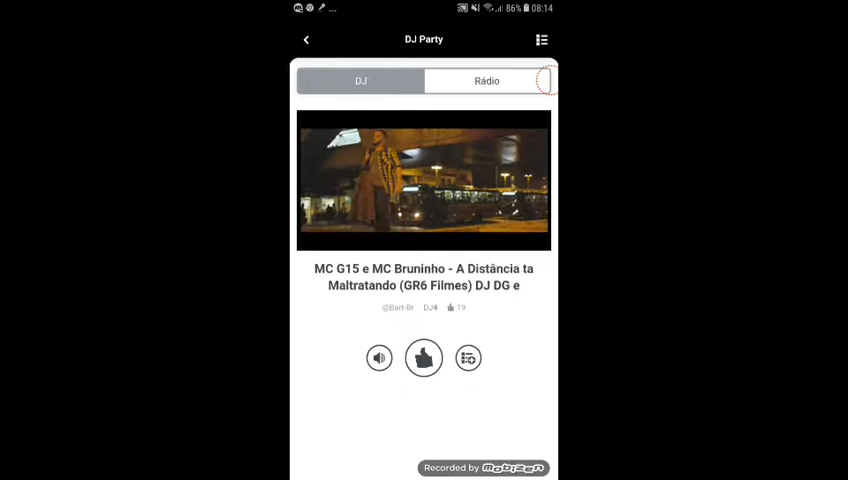 ... 86% 08:14
DJ Party
DJ Rádio
MC G15 e MC Bruninho - A Distância ta
Maltratando (GR6 Filmes) DJ DG e
@Bart-Br DJ4 19
Recorded by mobizen